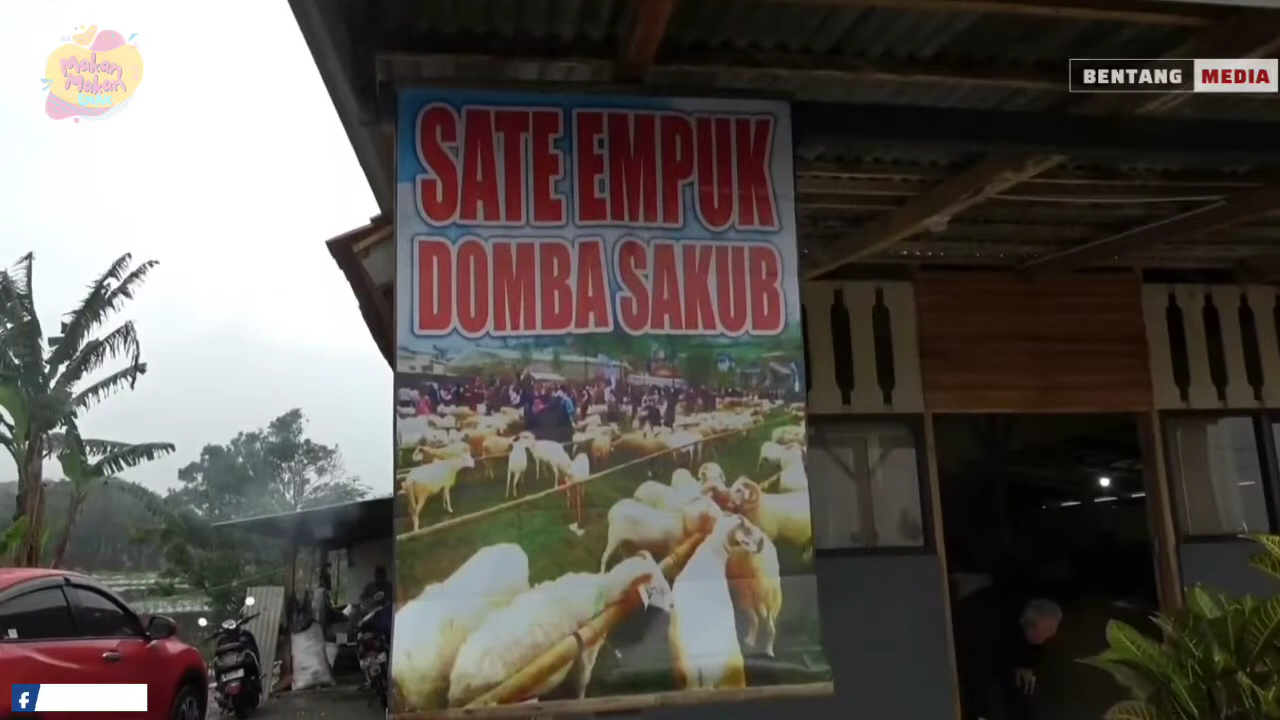 Makan
Makan
BENTANG MEDIA
SATE EMPUK
DOMBA SAKUB
f